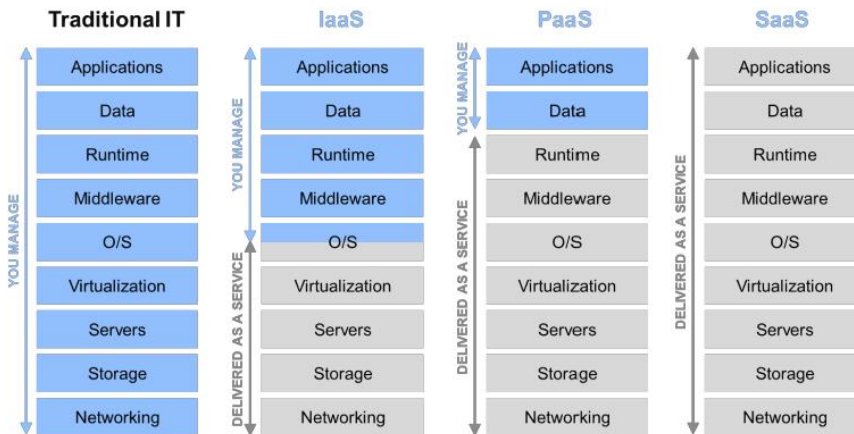 Traditional IT
IaaS
PaaS
SaaS
YOU MANAGE
Applications
Data
Runtime
Middleware
O/S
Virtualization
Servers
Storage
Networking
YOU MANAGE
DELIVERED AS A SERVICE
Applications
Data
Runtime
Middleware
O/S
Virtualization
Servers
Storage
Networking
YOU MANAGE
DELIVERED AS A SERVICE
Applications
Data
Runtime
Middleware
O/S
Virtualization
Servers
Storage
Networking
DELIVERED AS A SERVICE
Applications
Data
Runtime
Middleware
O/S
Virtualization
Servers
Storage
Networking